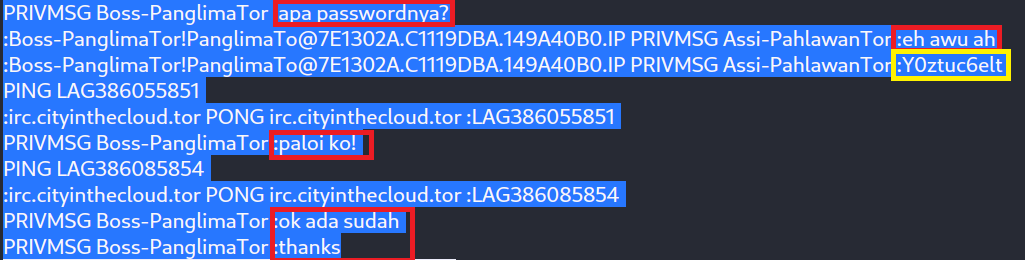 PRIVMSG Boss-PanglimaTor apa passwordnya?
:Boss-PanglimaTor!PanglimaTo@7E1302A.C1119DBA.149A40B0.IP PRIVMSG Assi-PahlawanTor :eh awu ah
:Boss-PanglimaTor!PanglimaTo@7E1302A.C1119DBA.149A40B0.IP PRIVMSG Assi-PahlawanTor :Y0ztuc6elt
PING LAG386055851
:irc.cityinthecloud.tor PONG irc.cityinthecloud.tor :LAG386055851
PRIVMSG Boss-PanglimaTor :paloi ko!
PING LAG386085854
:irc.cityinthecloud.tor PONG irc.cityinthecloud.tor :LAG386085854
PRIVMSG Boss-PanglimaTor :ok ada sudah
PRIVMSG Boss-PanglimaTor :thanks